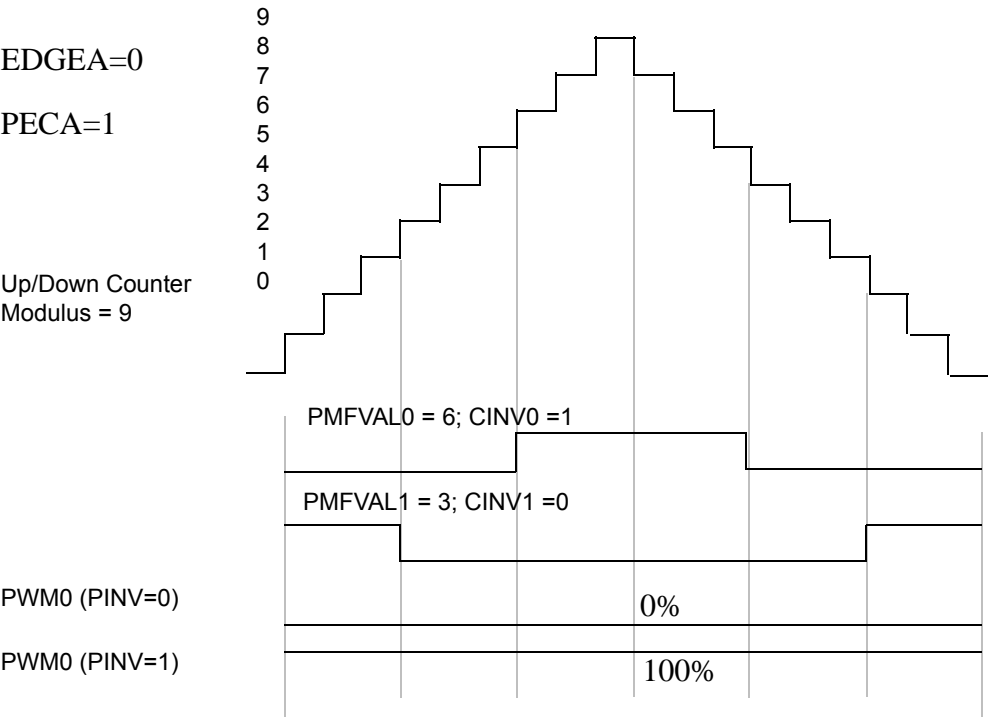 EDGEA=0
PECA=1
9
8
7
6
5
4
3
2
1
0
Up/Down Counter
Modulus = 9
PMFVAL0 = 6; CINV0 =1
PMFVAL1 = 3; CINV1 =0
PWM0 (PINV=0)
0%
PWM0 (PINV=1)
100%